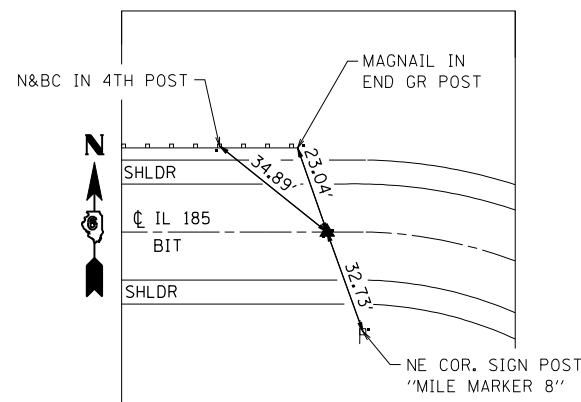 MAGNAIL IN
END GR POST
N&BC IN 4TH POST
N
23.04'
34.89'
SHLDR
6
℄ IL 185
BIT
32.73'
SHLDR
NE COR. SIGN POST
"MILE MARKER 8"